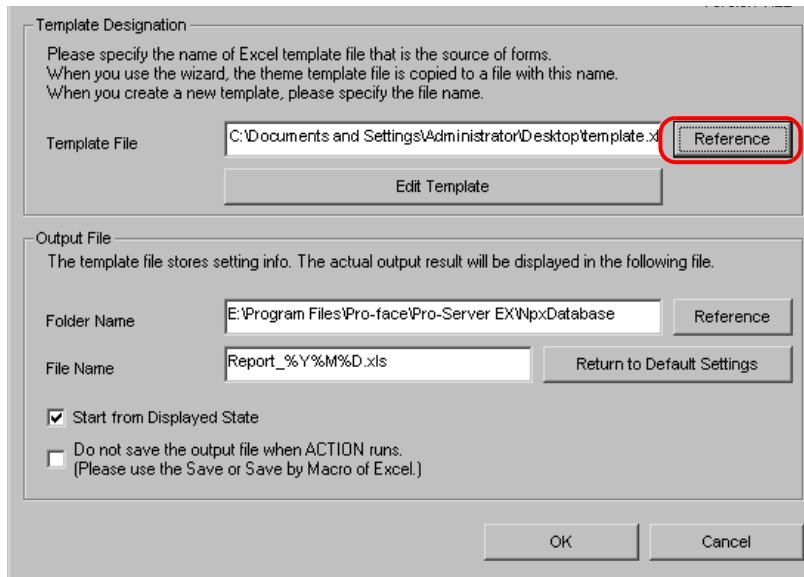 Template Designation
Please specify the name of Excel template file that is the source of forms.
When you use the wizard, the theme template file is copied to a file with this name.
When you create a new template, please specify the file name.
Template File
C:\Documents and Settings\Administrator\Desktop\template.xl
Reference
Edit Template
Output File
The template file stores setting info. The actual output result will be displayed in the following file.
Folder Name
E:\Program Files\Pro-face\Pro-Server EX\NpxDatabase
Reference
File Name
Report_%Y%M%D.xls
Return to Default Settings
Start from Displayed State
Do not save the output file when ACTION runs.
(Please use the Save or Save by Macro of Excel.)
OK
Cancel